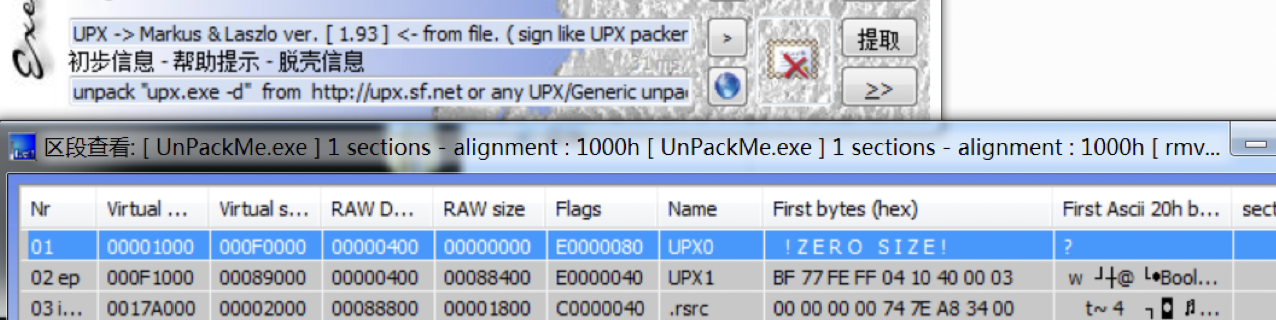 Exe
UPX -> Markus & Laszlo ver. [ 1.93 ] <- from file. ( sign like UPX packer
>
提取
初步信息 - 帮助提示 - 脱壳信息
31ms.
unpack "upx.exe -d" from http://upx.sf.net or any UPX/Generic unpac
>>
区段查看: [ UnPackMe.exe ] 1 sections - alignment : 1000h [ UnPackMe.exe ] 1 sections - alignment : 1000h [ rmv...
Nr Virtual ... Virtual s... RAW D... RAW size Flags Name First bytes (hex) First Ascii 20h b... sect
01 00001000 000F0000 00000400 00000000 E0000080 UPX0 ! Z E R O S I Z E ! ?
02 ep 000F1000 00089000 00000400 00088400 E0000040 UPX1 BF 77 FE FF 04 10 40 00 03 w ┘┼@ └•Bool...
03 i... 0017A000 00002000 00088800 00001800 C0000040 .rsrc 00 00 00 00 74 7E A8 34 00 t~ 4 ┐◘ ♬...